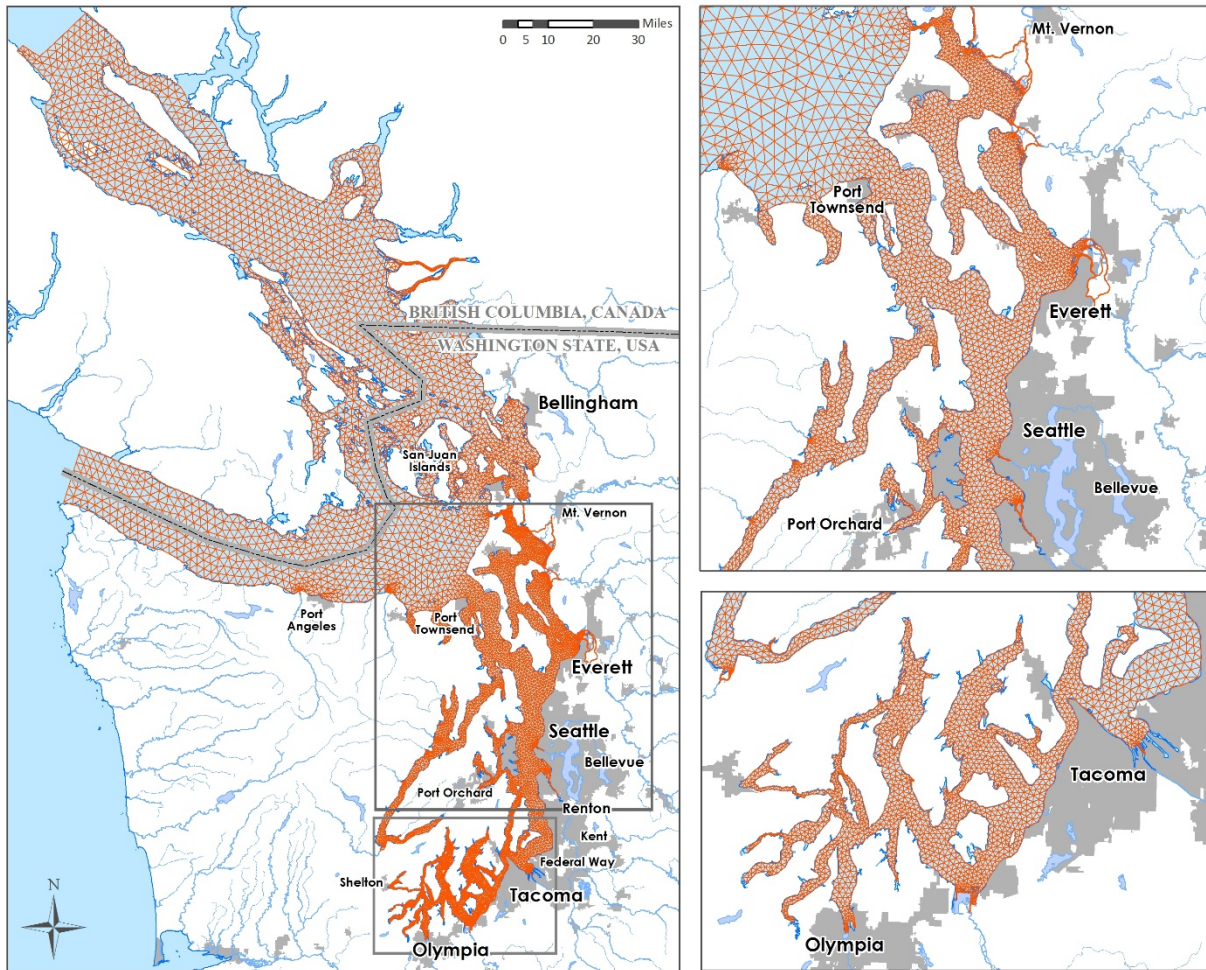 Miles
0 5 10 20 30
BRITISH COLUMBIA, CANADA
WASHINGTON STATE, USA
Bellingham
San Juan
Islands
Mt. Vernon
Port
Angeles
Port
Townsend
Everett
Seattle
Bellevue
Port Orchard
Renton
Kent
Federal Way
Shelton
Tacoma
Olympia
N
Mt. Vernon
Port
Townsend
Everett
Seattle
Bellevue
Port Orchard
Tacoma
Olympia